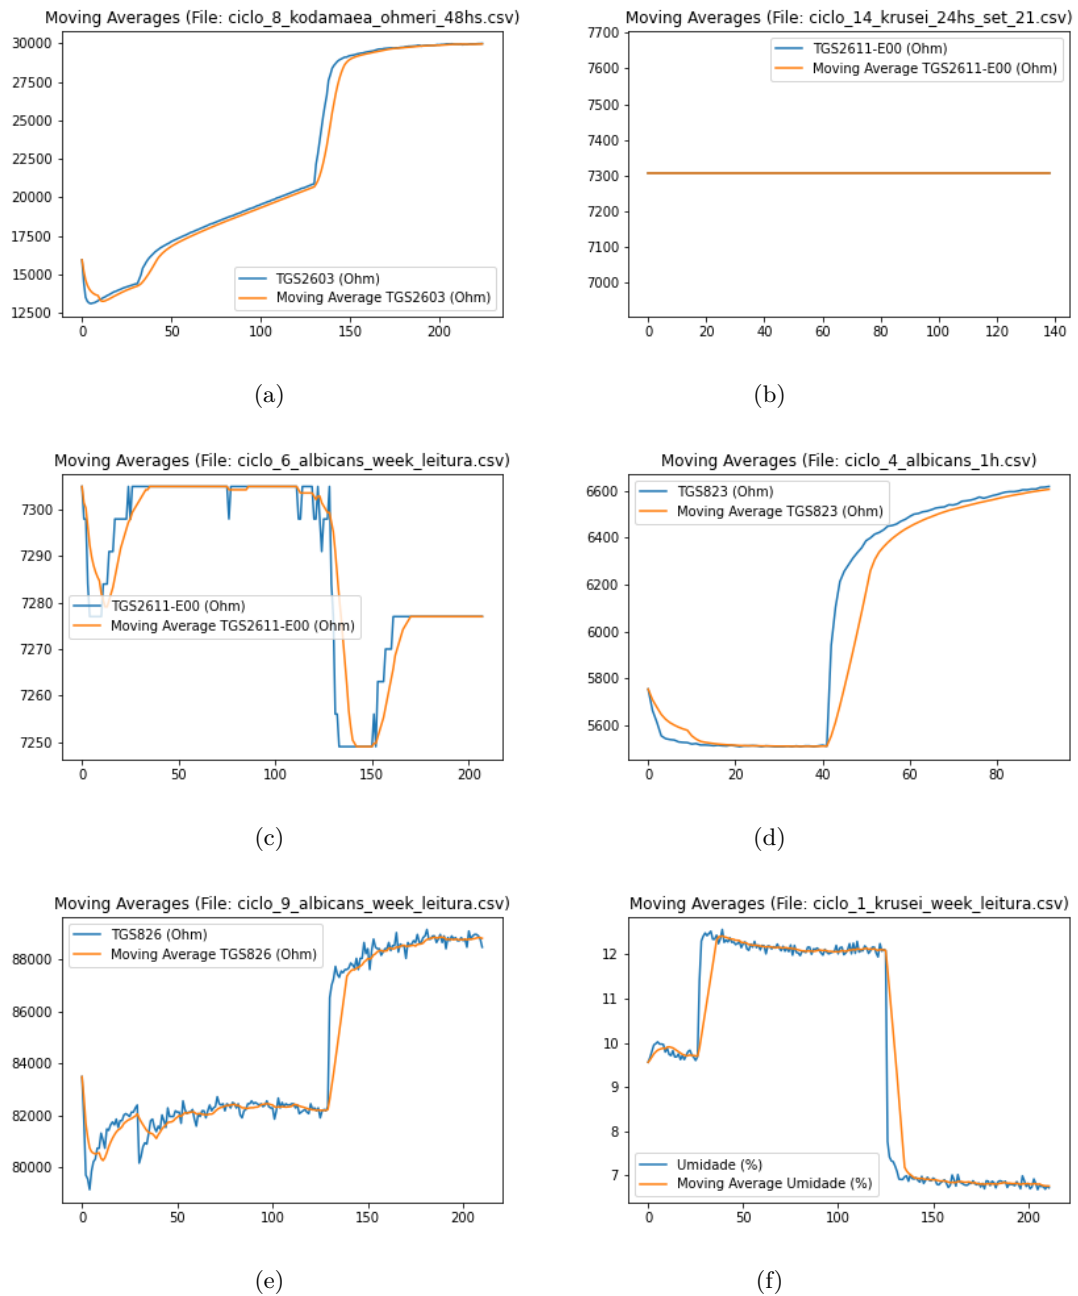 Moving Averages (File: ciclo_8_kodamaea_ohmeri_48hs.csv)
30000
27500
25000
22500
20000
17500
15000
12500
TGS2603 (Ohm)
Moving Average TGS2603 (Ohm)
0 50 100 150 200
(a)
Moving Averages (File: ciclo_14_krusei_24hs_set_21.csv)
7700
7600
7500
7400
7300
7200
7100
7000
TGS2611-E00 (Ohm)
Moving Average TGS2611-E00 (Ohm)
0 20 40 60 80 100 120 140
(b)
Moving Averages (File: ciclo_6_albicans_week_leitura.csv)
7300
7290
7280
7270
7260
7250
TGS2611-E00 (Ohm)
Moving Average TGS2611-E00 (Ohm)
0 50 100 150 200
(c)
Moving Averages (File: ciclo_4_albicans_1h.csv)
6600
6400
6200
6000
5800
5600
TGS823 (Ohm)
Moving Average TGS823 (Ohm)
0 20 40 60 80
(d)
Moving Averages (File: ciclo_9_albicans_week_leitura.csv)
88000
86000
84000
82000
80000
TGS826 (Ohm)
Moving Average TGS826 (Ohm)
0 50 100 150 200
(e)
Moving Averages (File: ciclo_1_krusei_week_leitura.csv)
12
11
10
9
8
7
Umidade (%)
Moving Average Umidade (%)
0 50 100 150 200
(f)